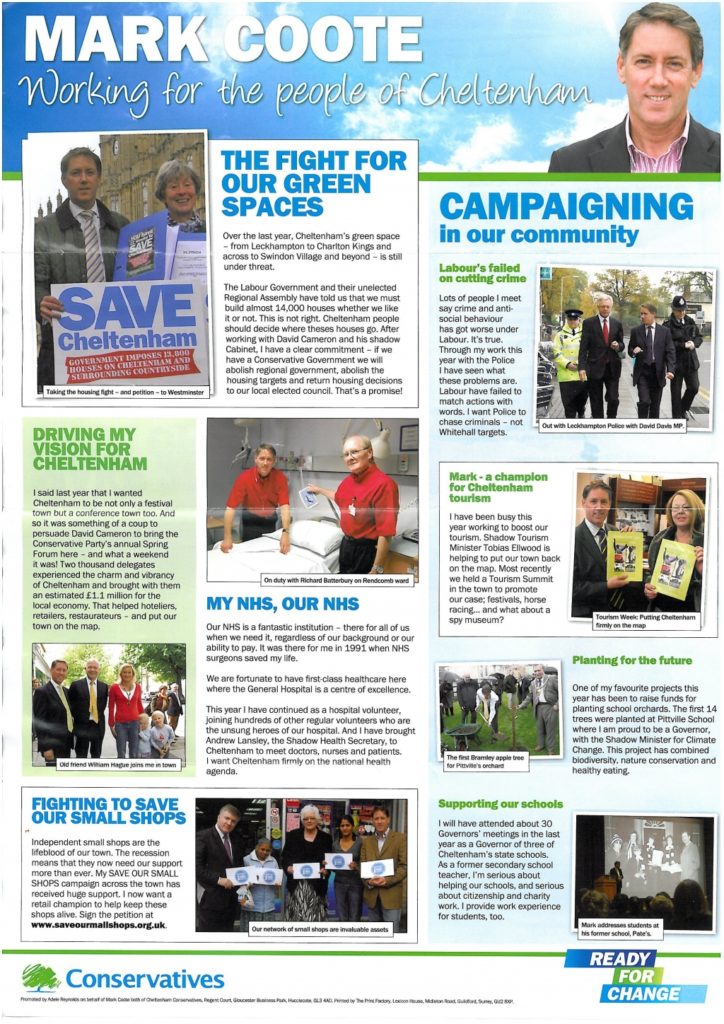 MARK COOTE
Working for the people of Cheltenham
SAVE
Cheltenham
GOVERNMENT IMPOSES 13,800
HOUSES ON CHELTENHAM AND
SURROUNDING COUNTRYSIDE
Taking the housing fight – and petition – to Westminster
THE FIGHT FOR
OUR GREEN
SPACES
Over the last year, Cheltenham's green space
– from Leckhampton to Charlton Kings and
across to Swindon Village and beyond – is still
under threat.
The Labour Government and their unelected
Regional Assembly have told us that we must
build almost 14,000 houses whether we like
it or not. This is not right. Cheltenham people
should decide where theses houses go. After
working with David Cameron and his shadow
Cabinet, I have a clear commitment – if we
have a Conservative Government we will
abolish regional government, abolish the
housing targets and return housing decisions
to our local elected council. That's a promise!
DRIVING MY
VISION FOR
CHELTENHAM
I said last year that I wanted
Cheltenham to be not only a festival
town but a conference town too. And
so it was something of a coup to
persuade David Cameron to bring the
Conservative Party's annual Spring
Forum here – and what a weekend
it was! Two thousand delegates
experienced the charm and vibrancy
of Cheltenham and brought with them
an estimated £1.1 million for the
local economy. That helped hoteliers,
retailers, restaurateurs – and put our
town on the map.
Old friend William Hague joins me in town
On duty with Richard Batterbury on Rendcomb ward
MY NHS, OUR NHS
Our NHS is a fantastic institution – there for all of us
when we need it, regardless of our background or our
ability to pay. It was there for me in 1991 when NHS
surgeons saved my life.
We are fortunate to have first-class healthcare here
where the General Hospital is a centre of excellence.
This year I have continued as a hospital volunteer,
joining hundreds of other regular volunteers who are
the unsung heroes of our hospital. And I have brought
Andrew Lansley, the Shadow Health Secretary, to
Cheltenham to meet doctors, nurses and patients.
I want Cheltenham firmly on the national health
agenda.
FIGHTING TO SAVE
OUR SMALL SHOPS
Independent small shops are the
lifeblood of our town. The recession
means that they now need our support
more than ever. My SAVE OUR SMALL
SHOPS campaign across the town has
received huge support. I now want a
retail champion to help keep these
shops alive. Sign the petition at
www.saveourmallshops.org.uk.
Our network of small shops are invaluable assets
CAMPAIGNING
in our community
Labour's failed
on cutting crime
Lots of people I meet
say crime and anti-
social behaviour
has got worse under
Labour. It's true.
Through my work this
year with the Police
I have seen what
these problems are.
Labour have failed to
match actions with
words. I want Police to
chase criminals – not
Whitehall targets.
Out with Leckhampton Police with David Davis MP.
Mark - a champion
for Cheltenham
tourism
I have been busy this
year working to boost our
tourism. Shadow Tourism
Minister Tobias Ellwood is
helping to put our town back
on the map. Most recently
we held a Tourism Summit
in the town to promote
our case; festivals, horse
racing... and what about a
spy museum?
Tourism Week: Putting Cheltenham
firmly on the map
The first Bramley apple tree
for Pittville's orchard
Planting for the future
One of my favourite projects this
year has been to raise funds for
planting school orchards. The first 14
trees were planted at Pittville School
where I am proud to be a Governor,
with the Shadow Minister for Climate
Change. This project has combined
biodiversity, nature conservation and
healthy eating.
Supporting our schools
I will have attended about 30
Governors' meetings in the
last year as a Governor of three of
Cheltenham's state schools.
As a former secondary school
teacher, I'm serious about
helping our schools, and serious
about citizenship and charity
work. I provide work experience
for students, too.
Mark addresses students at
his former school, Pate's.
Conservatives
READY
FOR
CHANGE
Promoted by Adele Reynolds on behalf of Mark Coote both of Cheltenham Conservatives, Regent Court, Gloucester Business Park, Hucclecote, GL3 4AD. Printed by The Print Factory, Loxicon House, Midleton Road, Guildford, Surrey, GU2 8XP.